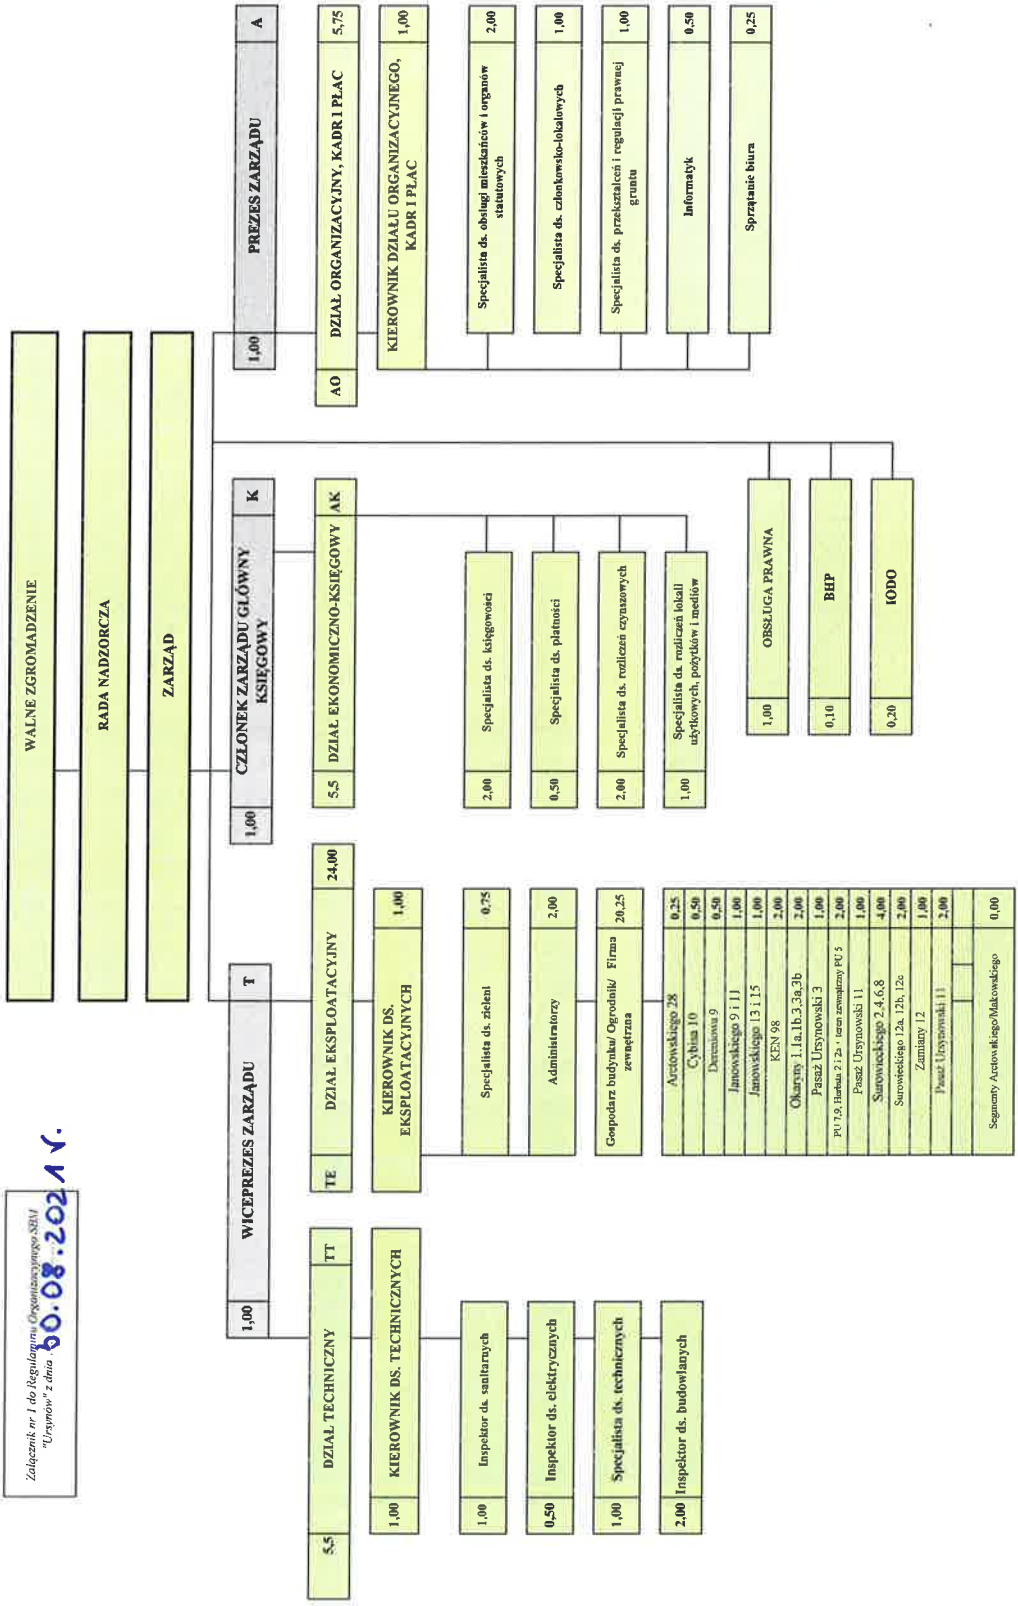 Załącznik nr 1 do Regulaminu Organizacyjnego SBM
"Ursynów" z dnia 30.08.2021 r.
WALNE ZGROMADZENIE
RADA NADZORCZA
ZARZĄD
1,00 WICEPREZES ZARZĄDU T
1,00 CZŁONEK ZARZĄDU GŁÓWNY
KSIĘGOWY K
1,00 PREZES ZARZĄDU A
5,5 DZIAŁ TECHNICZNY TT
1,00 KIEROWNIK DS. TECHNICZNYCH
1,00 Inspektor ds. sanitarnych
0,50 Inspektor ds. elektrycznych
1,00 Specjalista ds. technicznych
2,00 Inspektor ds. budowlanych
TE DZIAŁ EKSPLOATACYJNY 24,00
KIEROWNIK DS.
EKSPLOATACYJNYCH 1,00
Specjalista ds. zieleni 0,75
Administratorzy 2,00
Gospodarz budynku/ Ogrodnik/ Firma
zewnętrzna 20,25
Arctowskiego 28 0,25
Cybisa 10 0,50
Dereniowa 9 0,50
Janowskiego 9 i 11 1,00
Janowskiego 13 i 15 1,00
KEN 98 2,00
Okaryny 1,1a,1b,3,3a,3b 2,00
Pasaż Ursynowski 3 1,00
PU 7,9, Hawajska 2 i 2a + teren zewnętrzny PU 5 2,00
Pasaż Ursynowski 11 1,00
Surowieckiego 2,4,6,8 4,00
Surowieckiego 12a, 12b, 12c 2,00
Zamiany 12 1,00
Pasaż Ursynowski 11 2,00
Segmenty Arctowskiego/Makowskiego 0,00
5,5 DZIAŁ EKONOMICZNO-KSIĘGOWY AK
2,00 Specjalista ds. księgowości
0,50 Specjalista ds. płatności
2,00 Specjalista ds. rozliczeń czynszowych
1,00 Specjalista ds. rozliczeń lokali
użytkowych, pożytków i mediów
1,00 OBSŁUGA PRAWNA
0,10 BHP
0,20 IODO
AO DZIAŁ ORGANIZACYJNY, KADR I PŁAC 5,75
KIEROWNIK DZIAŁU ORGANIZACYJNEGO,
KADR I PŁAC 1,00
Specjalista ds. obsługi mieszkańców i organów
statutowych 2,00
Specjalista ds. członkowsko-lokalowych 1,00
Specjalista ds. przekształceń i regulacji prawnej
gruntu 1,00
Informatyk 0,50
Sprzątanie biura 0,25